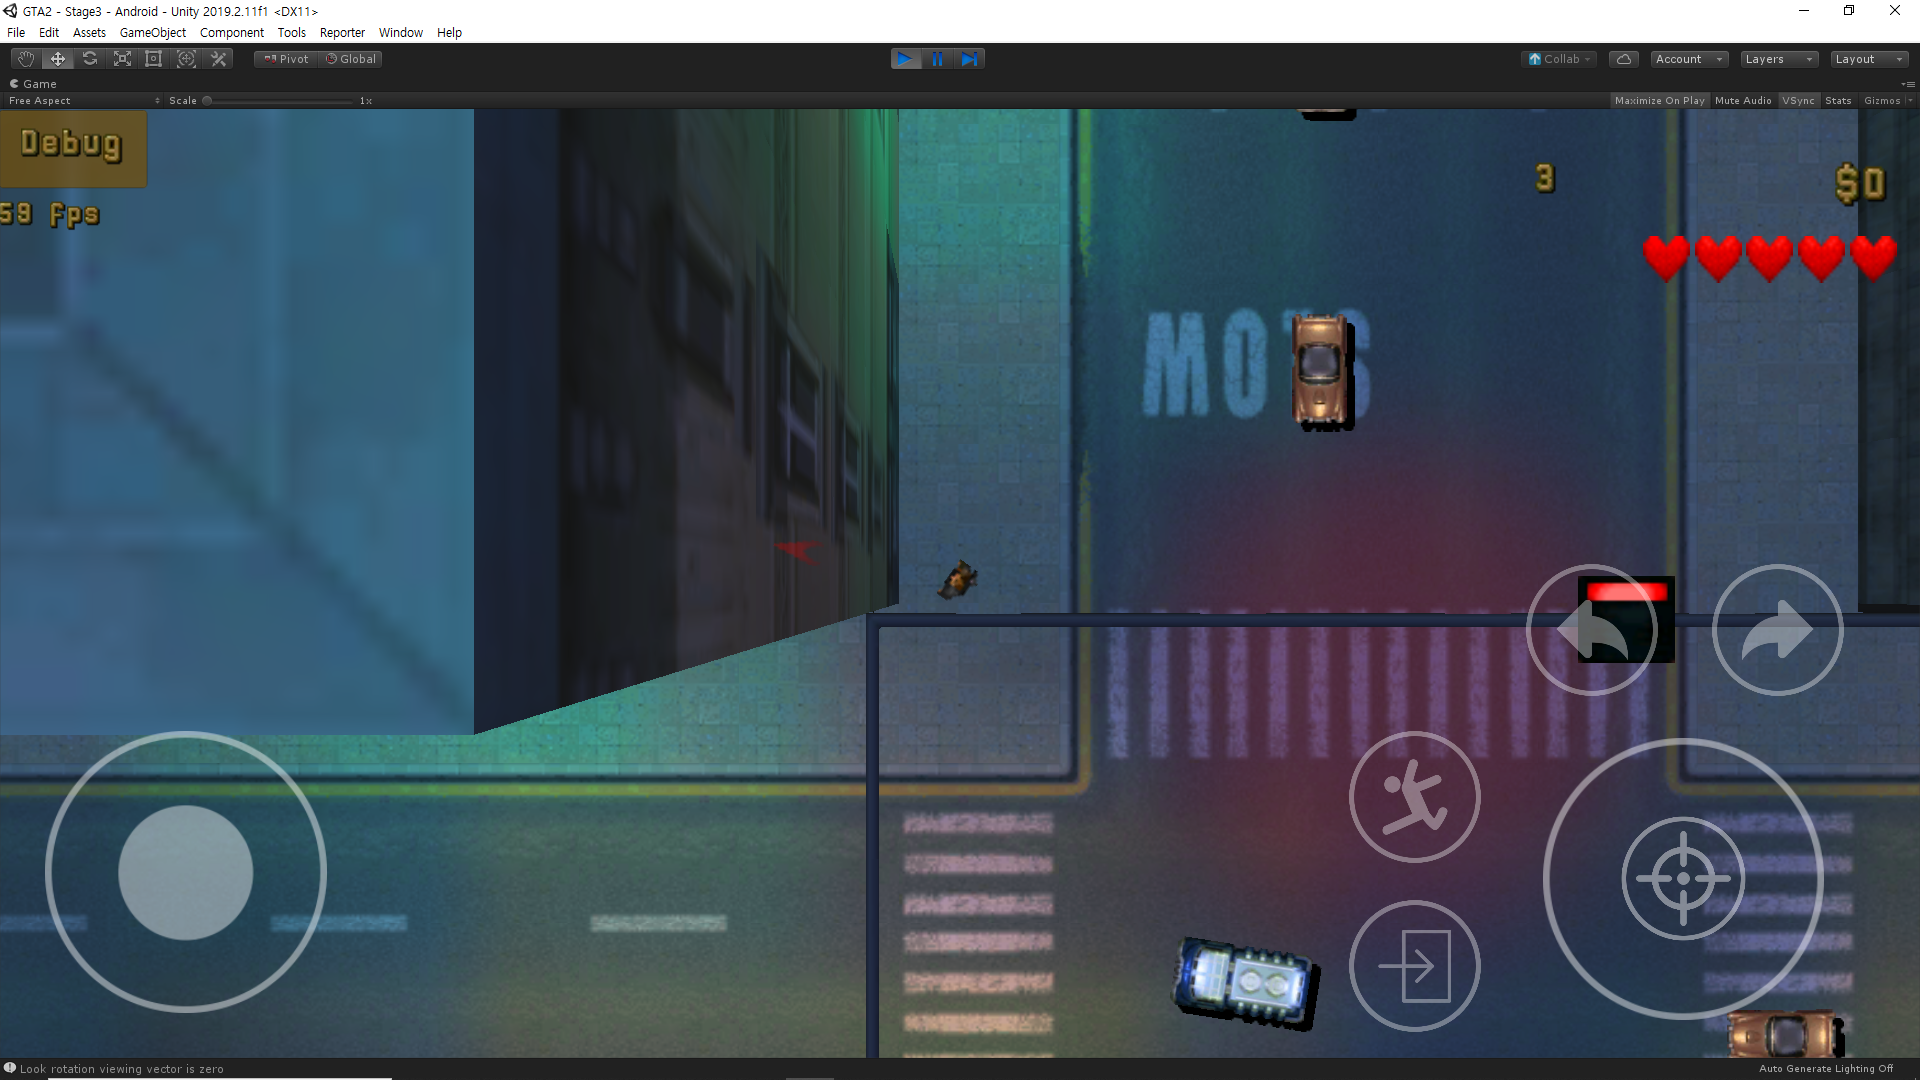 GTA2 - Stage3 - Android - Unity 2019.2.11f1 <DX11>
File Edit Assets GameObject Component Tools Reporter Window Help
Pivot Global Collab Account Layers Layout
Game
Free Aspect Scale 1x Maximize On Play Mute Audio VSync Stats Gizmos
Debug
3 $0
59 fps
Look rotation viewing vector is zero Auto Generate Lighting Off